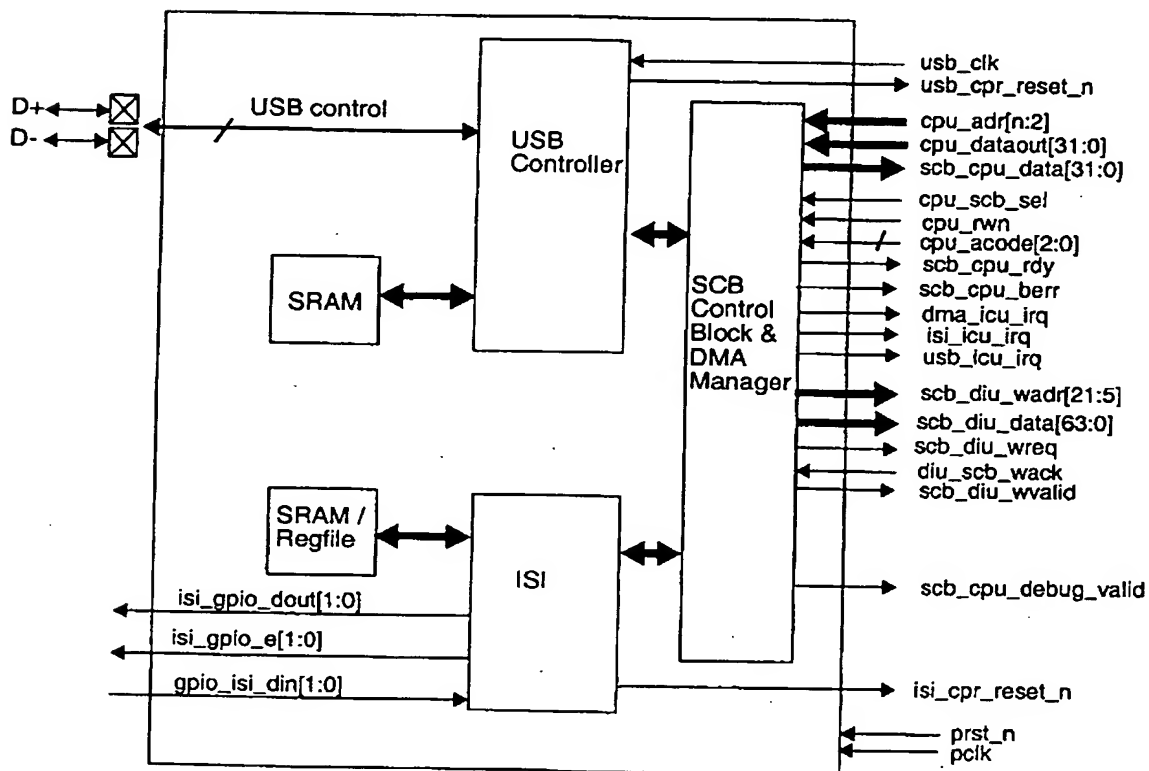 usb_clk
usb_cpr_reset_n
D+
D-
USB control
USB
Controller
cpu_adr[n:2]
cpu_dataout[31:0]
scb_cpu_data[31:0]
cpu_scb_sel
cpu_rwn
cpu_acode[2:0]
scb_cpu_rdy
scb_cpu_berr
dma_icu_irq
isi_icu_irq
usb_icu_irq
SRAM
SCB
Control
Block &
DMA
Manager
scb_diu_wadr[21:5]
scb_diu_data[63:0]
scb_diu_wreq
diu_scb_wack
scb_diu_wvalid
SRAM /
Regfile
ISI
scb_cpu_debug_valid
isi_gpio_dout[1:0]
isi_gpio_e[1:0]
gpio_isi_din[1:0]
isi_cpr_reset_n
prst_n
pclk